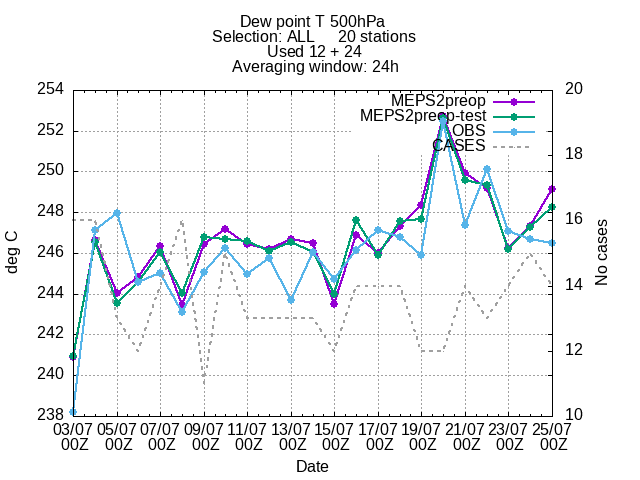 Dew point T 500hPa
Selection: ALL 20 stations
Used 12 + 24
Averaging window: 24h
MEPS2preop
MEPS2preop-test
OBS
CASES
254
252
250
248
246
244
242
240
238
deg C
20
18
16
14
12
10
No cases
03/07 05/07 07/07 09/07 11/07 13/07 15/07 17/07 19/07 21/07 23/07 25/07
00Z 00Z 00Z 00Z 00Z 00Z 00Z 00Z 00Z 00Z 00Z 00Z
Date